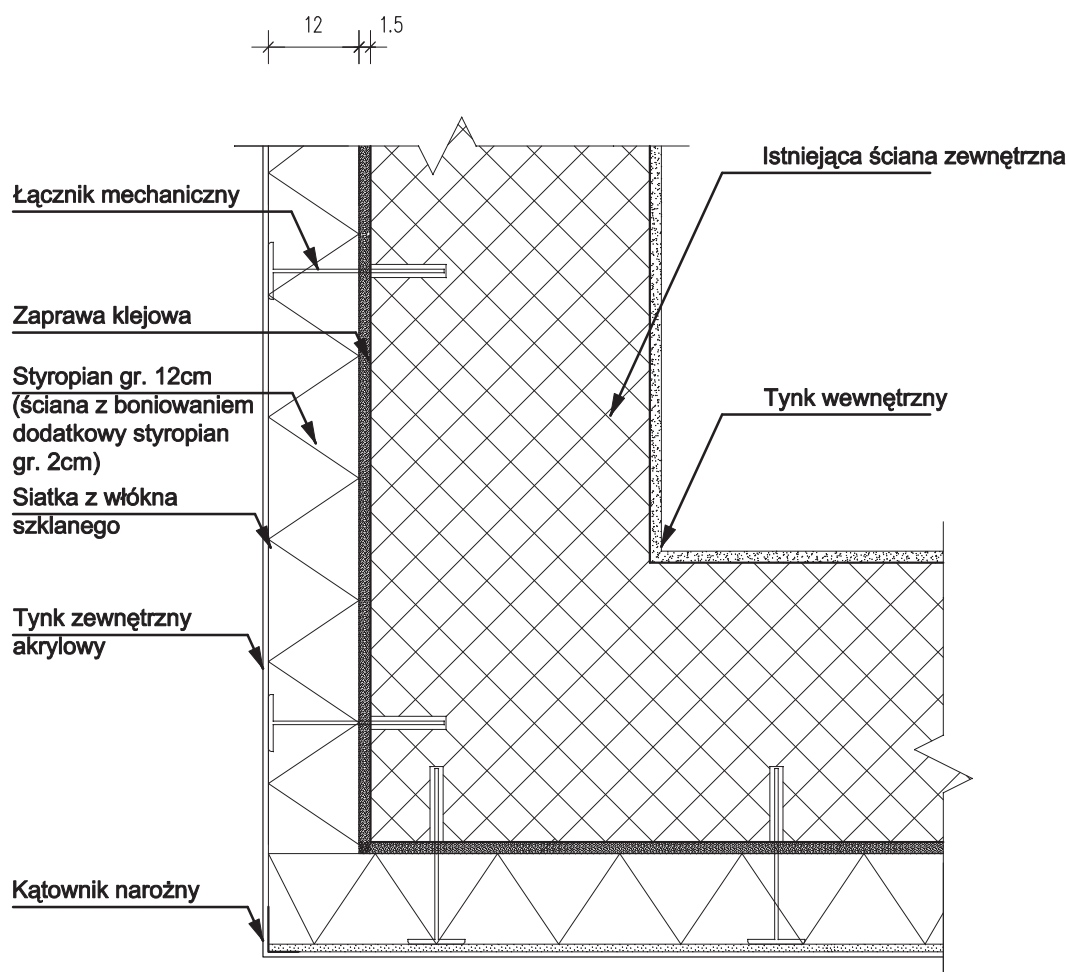 12
1.5
Istniejąca ściana zewnętrzna
Łącznik mechaniczny
Zaprawa klejowa
Styropian gr. 12cm
(ściana z boniowaniem
dodatkowy styropian
gr. 2cm)
Tynk wewnętrzny
Siatka z włókna
szklanego
Tynk zewnętrzny
akrylowy
Kątownik narożny